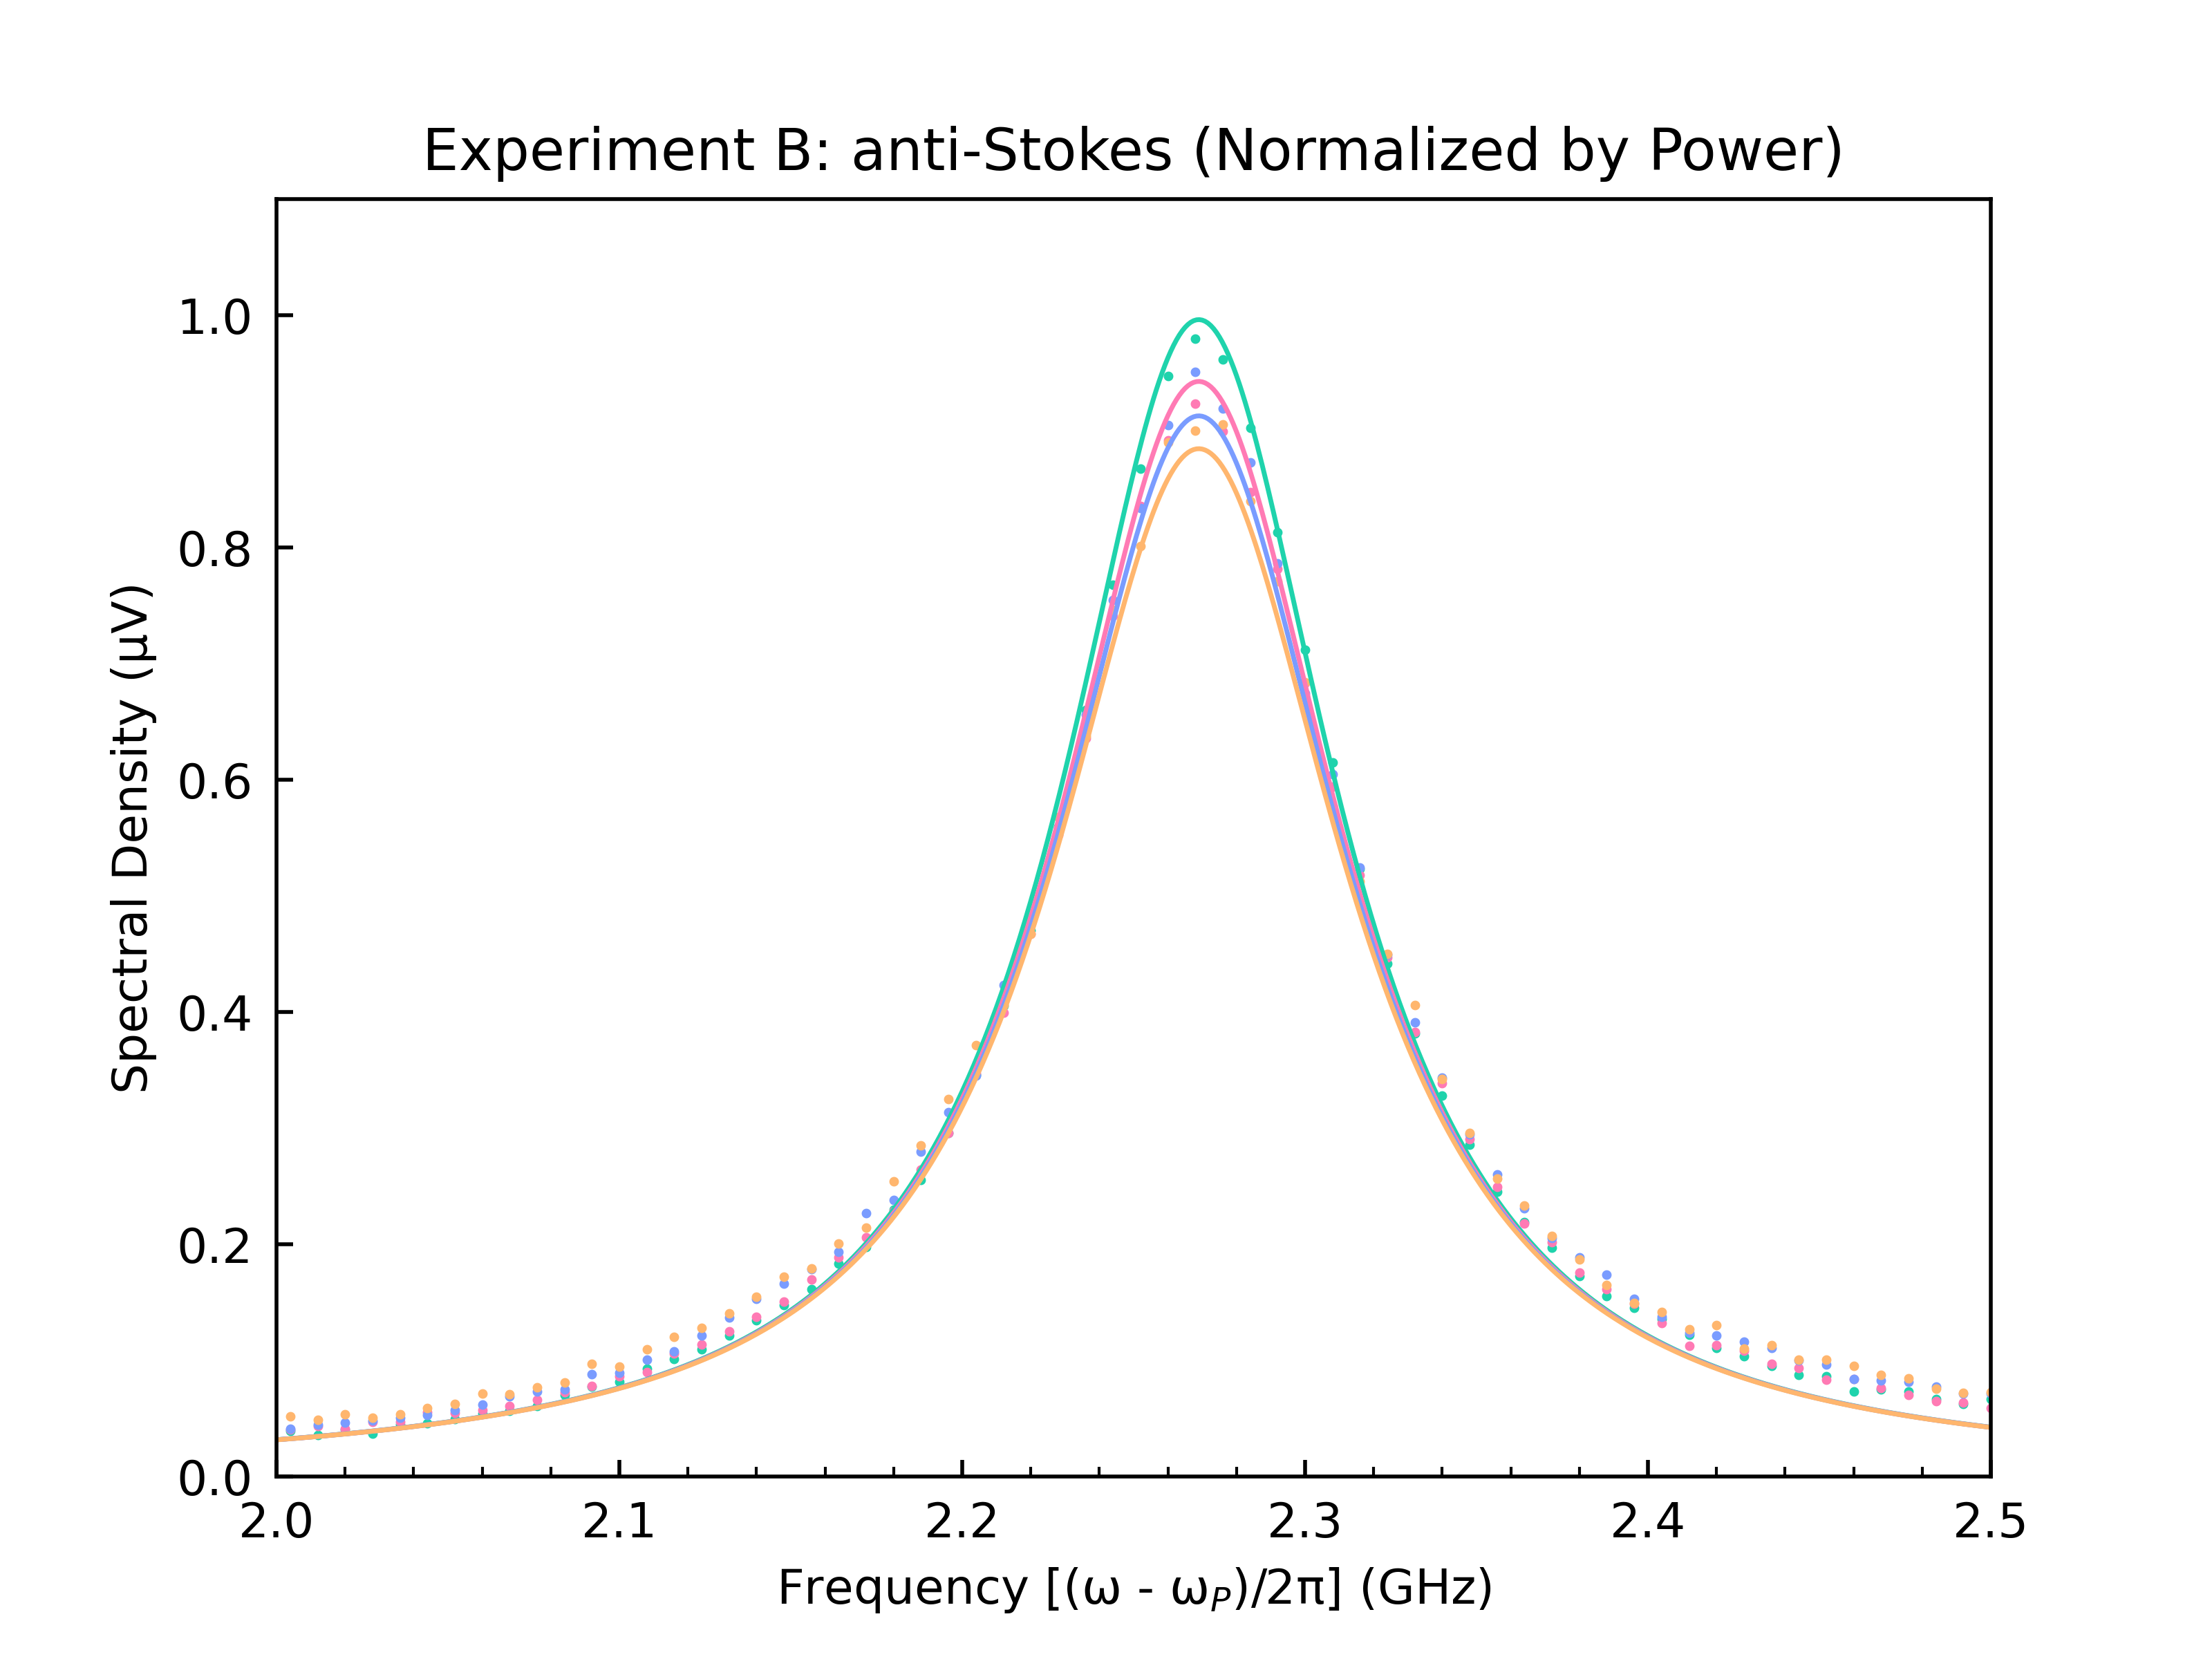 Experiment B: anti-Stokes (Normalized by Power)
1.0
0.8
0.6
0.4
0.2
0.0
Spectral Density (μV)
2.0 2.1 2.2 2.3 2.4 2.5
Frequency [(ω - ωP)/2π] (GHz)